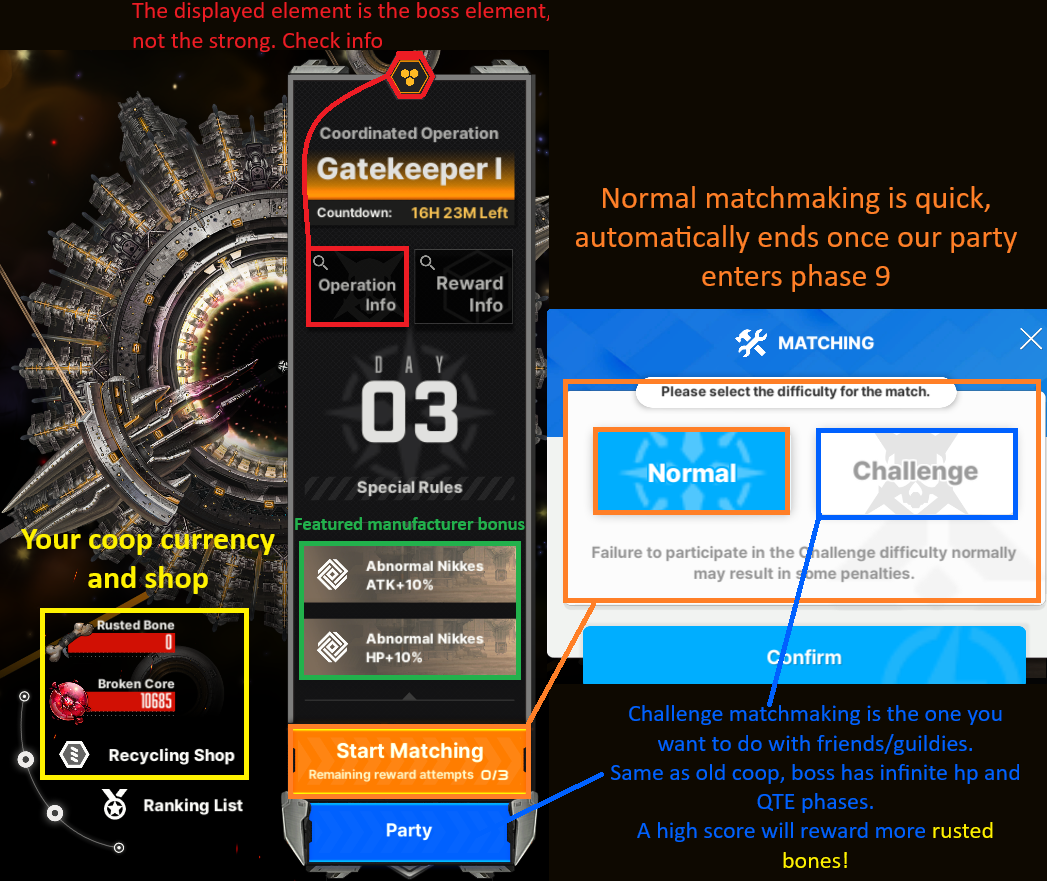 The displayed element is the boss element,
not the strong. Check info
Coordinated Operation
Gatekeeper I
Countdown: 16H 23M Left
Operation
Info
Reward
Info
DAY
03
Special Rules
Featured manufacturer bonus
Abnormal Nikkes
ATK+10%
Abnormal Nikkes
HP+10%
Your coop currency
and shop
Rusted Bone
0
Broken Core
10685
Recycling Shop
Ranking List
Start Matching
Remaining reward attempts 0/3
Party
Normal matchmaking is quick,
automatically ends once our party
enters phase 9
MATCHING
Please select the difficulty for the match.
Normal
Challenge
Failure to participate in the Challenge difficulty normally
may result in some penalties.
Confirm
Challenge matchmaking is the one you
want to do with friends/guildies.
Same as old coop, boss has infinite hp and
QTE phases.
A high score will reward more rusted
bones!